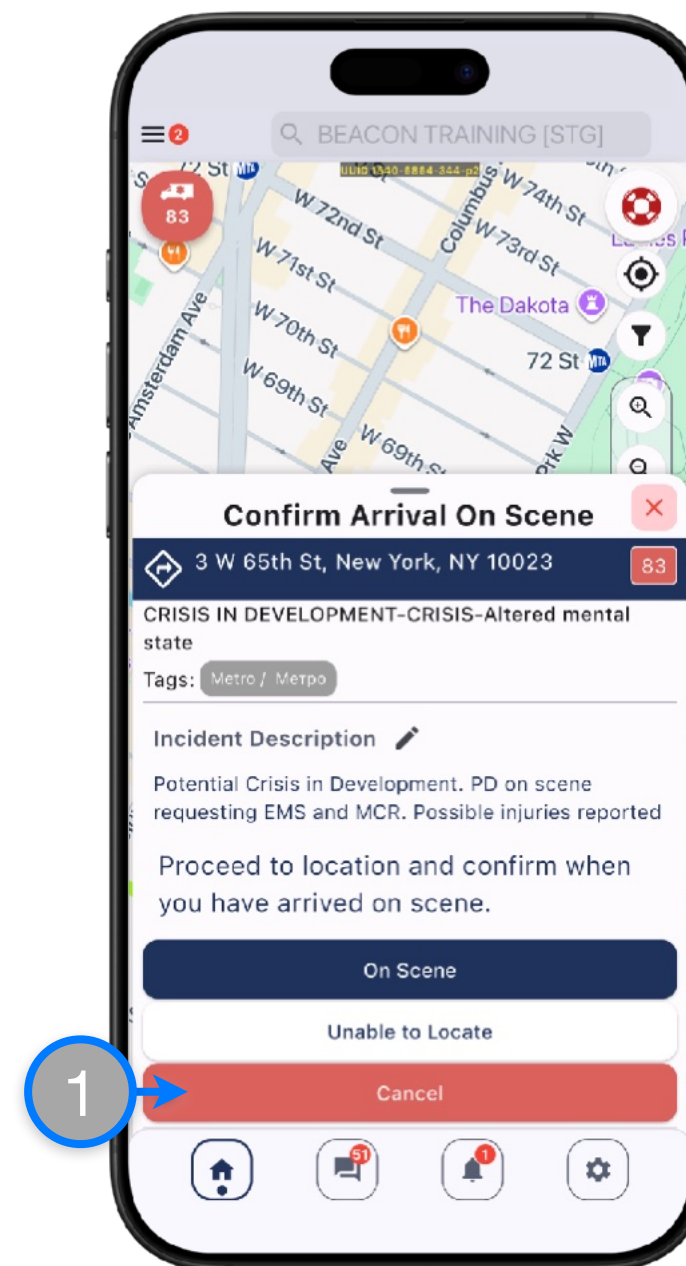 2
BEACON TRAINING [STG]
72 St
83
W 74th St
Columbus
W 73rd St
W 72nd St
W 71st St
The Dakota
W 70th St
72 St MTA
Amsterdam Ave
W 69th St
W 69th St
Ave
Confirm Arrival On Scene
3 W 65th St, New York, NY 10023
83
CRISIS IN DEVELOPMENT-CRISIS-Altered mental
state
Tags: Metro / Метро
Incident Description
Potential Crisis in Development. PD on scene
requesting EMS and MCR. Possible injuries reported
Proceed to location and confirm when
you have arrived on scene.
On Scene
Unable to Locate
1
Cancel
51
1